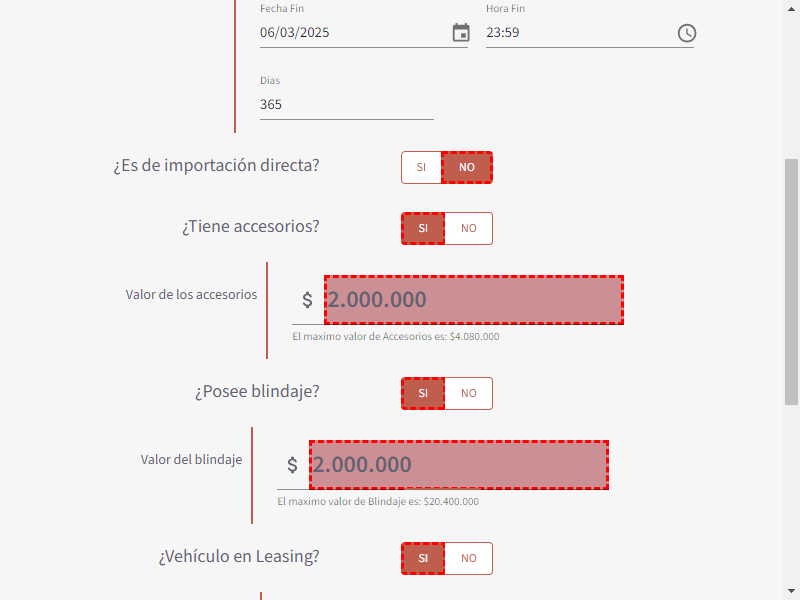 Fecha Fin
Hora Fin
06/03/2025
23:59
Días
365
¿Es de importación directa?
SI
NO
¿Tiene accesorios?
SI
NO
Valor de los accesorios
$
2.000.000
El maximo valor de Accesorios es: $4.080.000
¿Posee blindaje?
SI
NO
Valor del blindaje
$
2.000.000
El maximo valor de Blindaje es: $20.400.000
¿Vehículo en Leasing?
SI
NO